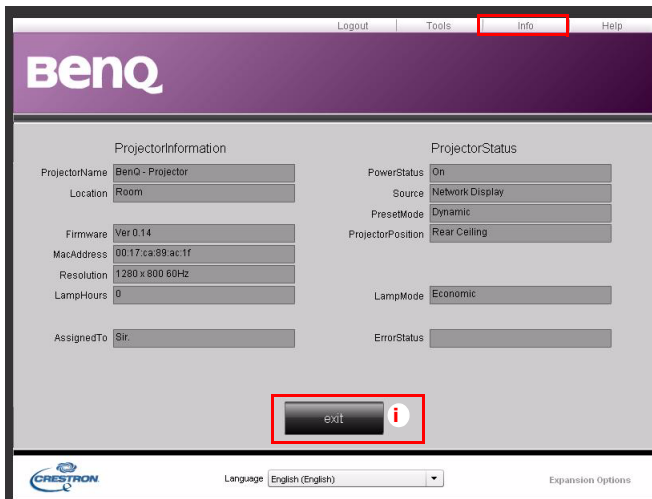 Logout Tools Info Help
BenQ
ProjectorInformation ProjectorStatus
ProjectorName BenQ - Projector PowerStatus On
Location Room Source Network Display
PresetMode Dynamic
Firmware Ver 0.14 ProjectorPosition Rear Ceiling
MacAddress 00:17:ca:89:ac:1f
Resolution 1280 x 800 60Hz
LampHours 0 LampMode Economic
AssignedTo Sir. ErrorStatus
exit i
CRESTRON Language English (English) Expansion Options